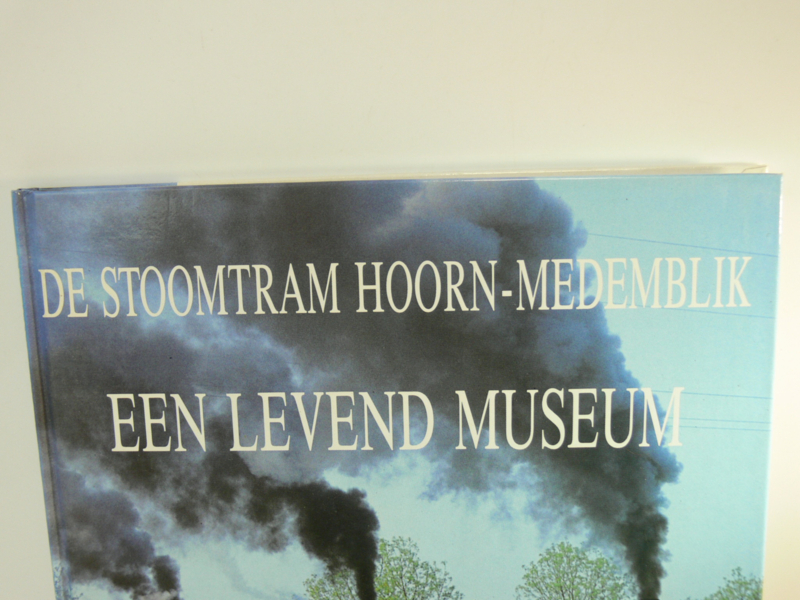 DE STOOMTRAM HOORN-MEDEMBLIK
EEN LEVEND MUSEUM